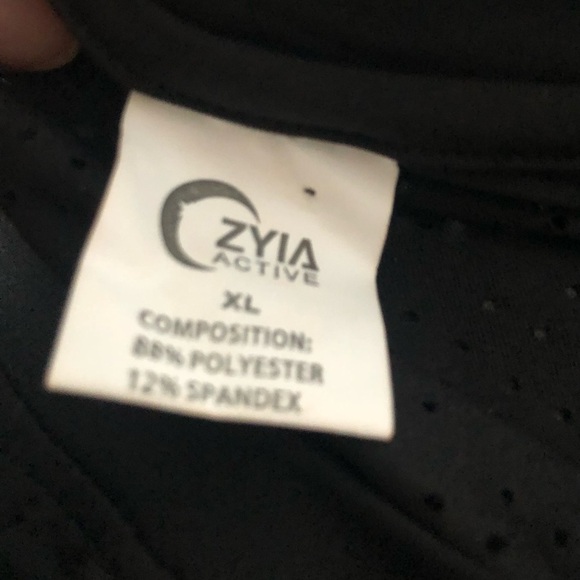 ZYIA
ACTIVE
XL
COMPOSITION:
88% POLYESTER
12% SPANDEX